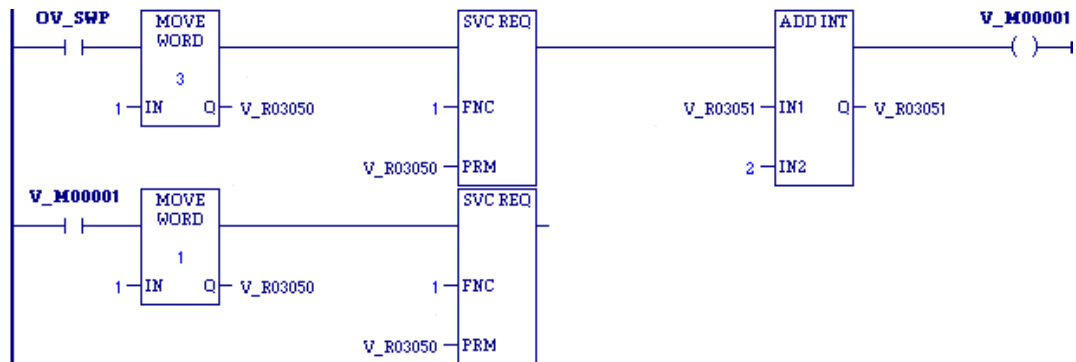 OV_SWP MOVE WORD SVC REQ ADD INT V_M00001
3
1 IN Q V_R03050 1 FNC V_R03051 IN1 Q V_R03051
V_R03050 PRM 2 IN2
V_M00001 MOVE WORD SVC REQ
1
1 IN Q V_R03050 1 FNC
V_R03050 PRM